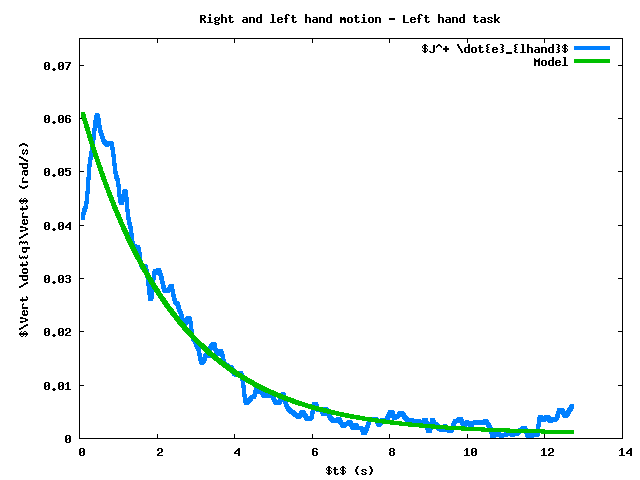 Right and left hand motion - Left hand task
$J^+ \dot{e}_{lhand}$
Model
0.07
0.06
0.05
0.04
0.03
0.02
0.01
0
$\Vert \dot{q}\Vert$ (rad/s)
0 2 4 6 8 10 12 14
$t$ (s)